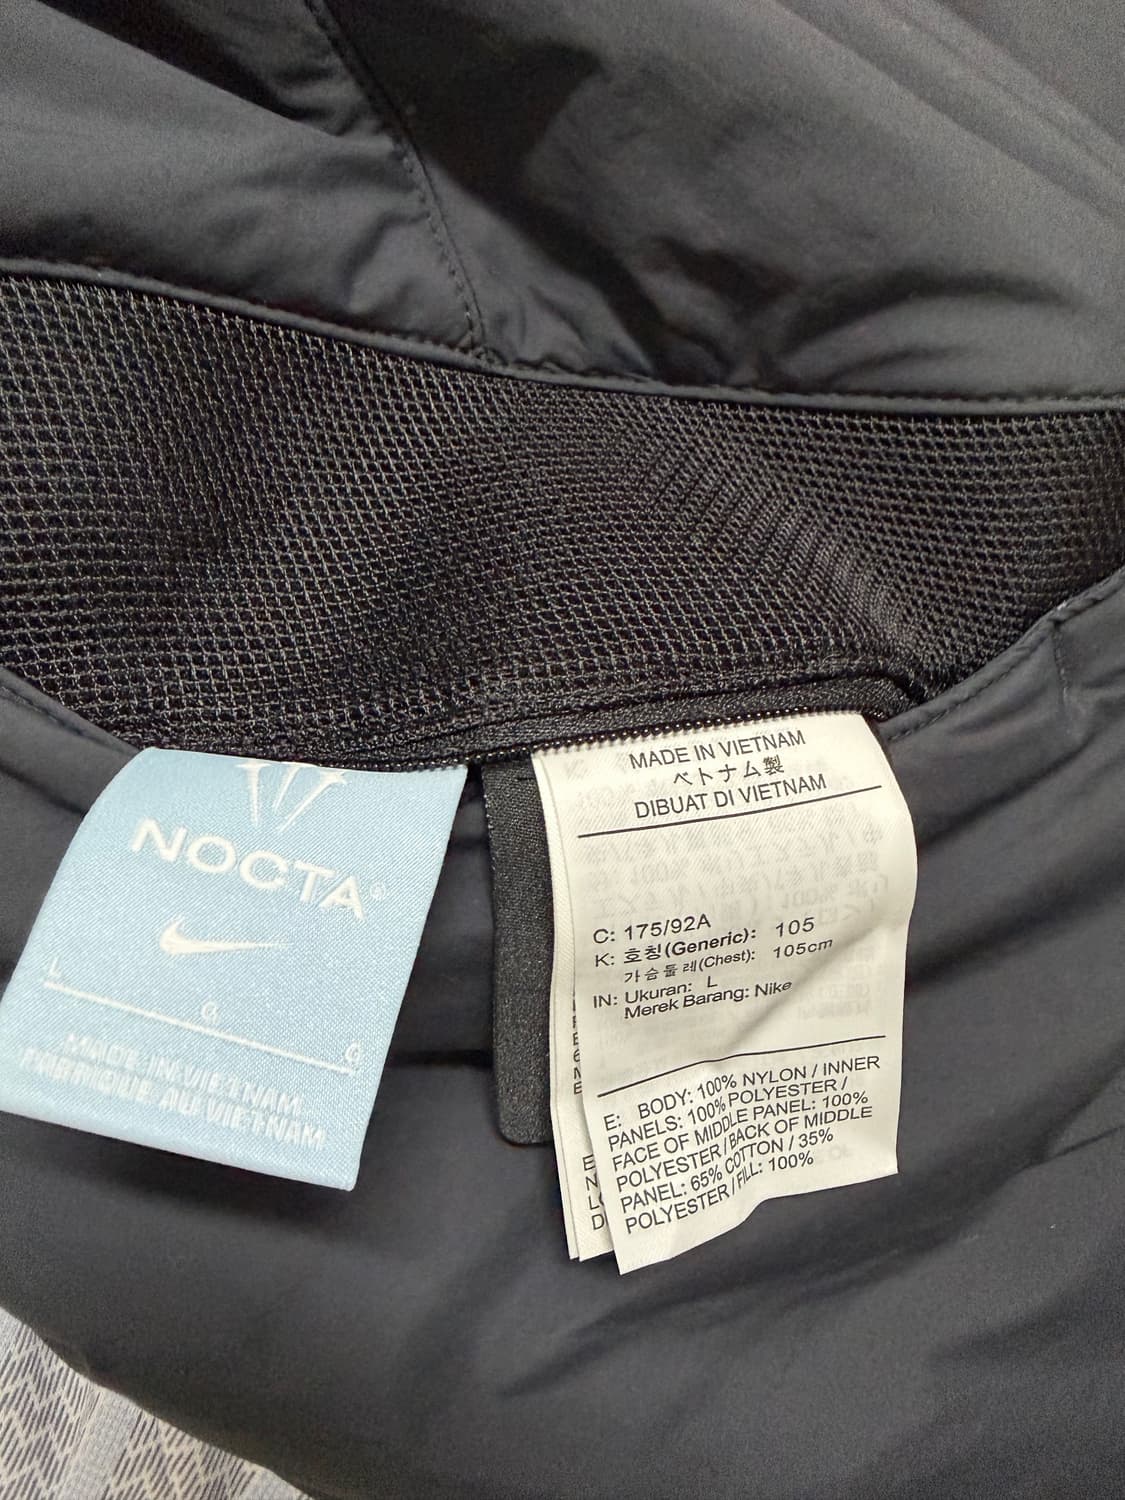 NOCTA®
L
G
G
MADE IN VIETNAM
FABRIQUÉ AU VIETNAM
MADE IN VIETNAM
ベトナム製
DIBUAT DI VIETNAM
C: 175/92A
K: 호칭(Generic): 105
가슴둘레(Chest): 105cm
IN: Ukuran: L
Merek Barang: Nike
E: BODY: 100% NYLON / INNER
PANELS: 100% POLYESTER /
FACE OF MIDDLE PANEL: 100%
POLYESTER / BACK OF MIDDLE
PANEL: 65% COTTON / 35%
POLYESTER / FILL: 100%